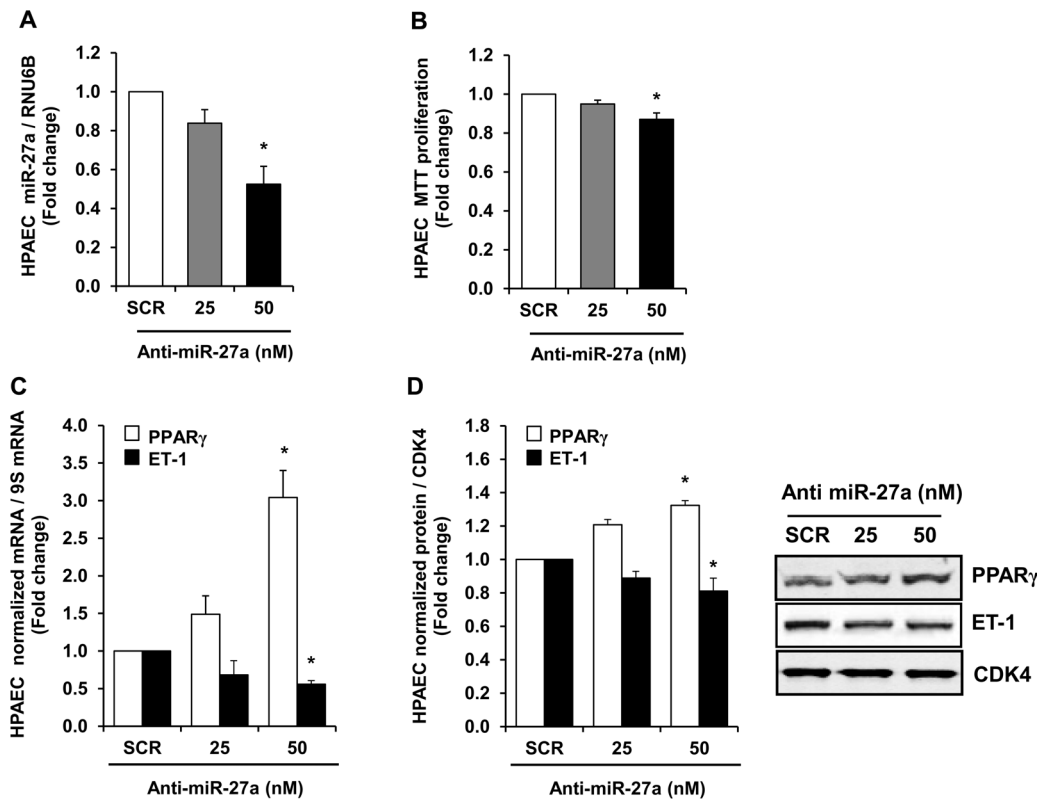 A
HPAEC miR-27a / RNU6B
(Fold change)
1.2
1.0
0.8
0.6
0.4
0.2
0.0
*
SCR 25 50
Anti-miR-27a (nM)
B
HPAEC MTT proliferation
(Fold change)
1.2
1.0
0.8
0.6
0.4
0.2
0.0
*
SCR 25 50
Anti-miR-27a (nM)
C
HPAEC normalized mRNA / 9S mRNA
(Fold change)
4.0
3.5
3.0
2.5
2.0
1.5
1.0
0.5
0.0
PPARγ
ET-1
*
*
SCR 25 50
Anti-miR-27a (nM)
D
HPAEC normalized protein / CDK4
(Fold change)
1.8
1.6
1.4
1.2
1.0
0.8
0.6
0.4
0.2
0.0
PPARγ
ET-1
*
*
SCR 25 50
Anti-miR-27a (nM)
Anti miR-27a (nM)
SCR 25 50
PPARγ
ET-1
CDK4